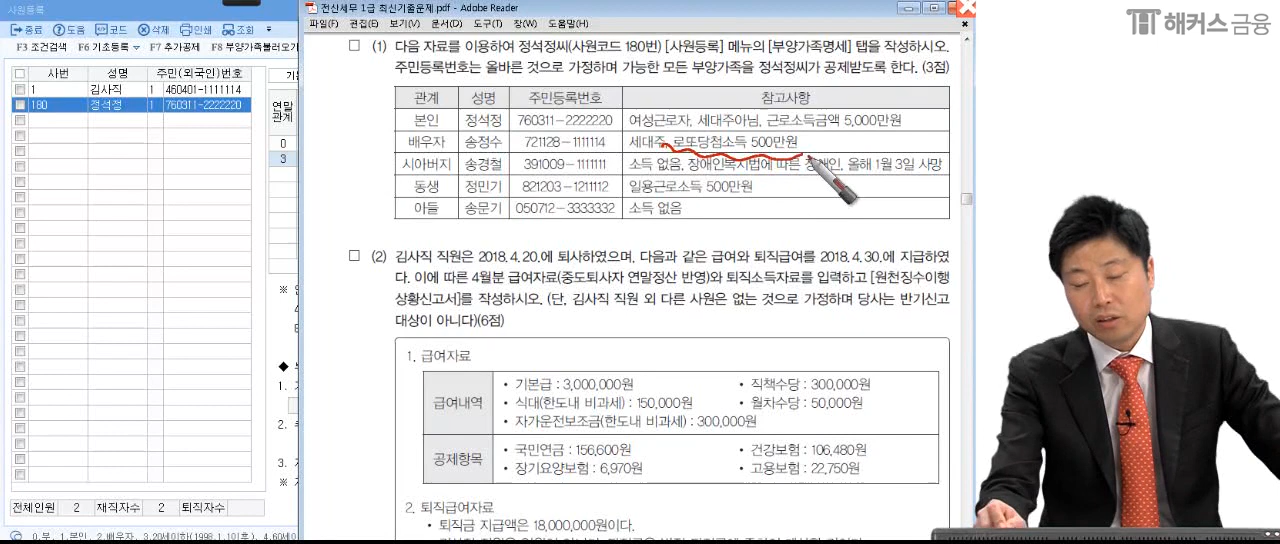 사원등록
종료 도움 코드 삭제 인쇄 조회
F3 조건검색 F6 기초등록 F7 추가공제 F8 부양가족불러오기
사번 성명 주민(외국인)번호
1 김사직 1 460401-1111114
180 정석정 1 760311-2222220
연말
관계
0
3
전체인원 2 재직자수 2 퇴직자수
전산세무 1급 최신기출문제.pdf - Adobe Reader
파일(F) 편집(E) 보기(V) 문서(D) 도구(T) 창(W) 도움말(H)
해커스 금융
(1) 다음 자료를 이용하여 정석정씨(사원코드 180번) [사원등록] 메뉴의 [부양가족명세] 탭을 작성하시오.
주민등록번호는 올바른 것으로 가정하며 가능한 모든 부양가족을 정석정씨가 공제받도록 한다. (3점)
관계 성명 주민등록번호 참고사항
본인 정석정 760311-2222220 여성근로자, 세대주아님, 근로소득금액 5,000만원
배우자 송정수 721128-1111114 세대주, 로또당첨소득 500만원
시아버지 송경철 391009-1111111 소득 없음, 장애인복지법에 따른 장애인, 올해 1월 3일 사망
동생 정민기 821203-1211112 일용근로소득 500만원
아들 송문기 050712-3333332 소득 없음
(2) 김사직 직원은 2018.4.20에 퇴사하였으며, 다음과 같은 급여와 퇴직급여를 2018.4.30에 지급하였
다. 이에 따른 4월분 급여자료(중도퇴사자 연말정산 반영)와 퇴직소득자료를 입력하고 [원천징수이행
상황신고서]를 작성하시오. (단, 김사직 직원 외 다른 사원은 없는 것으로 가정하며 당사는 반기신고
대상이 아니다)(6점)
1. 급여자료
급여내역
• 기본급 : 3,000,000원 • 직책수당 : 300,000원
• 식대(한도내 비과세) : 150,000원 • 월차수당 : 50,000원
• 자가운전보조금(한도내 비과세) : 300,000원
공제항목
• 국민연금 : 156,600원 • 건강보험 : 106,480원
• 장기요양보험 : 6,970원 • 고용보험 : 22,750원
2. 퇴직급여자료
• 퇴직금 지급액은 18,000,000원이다.